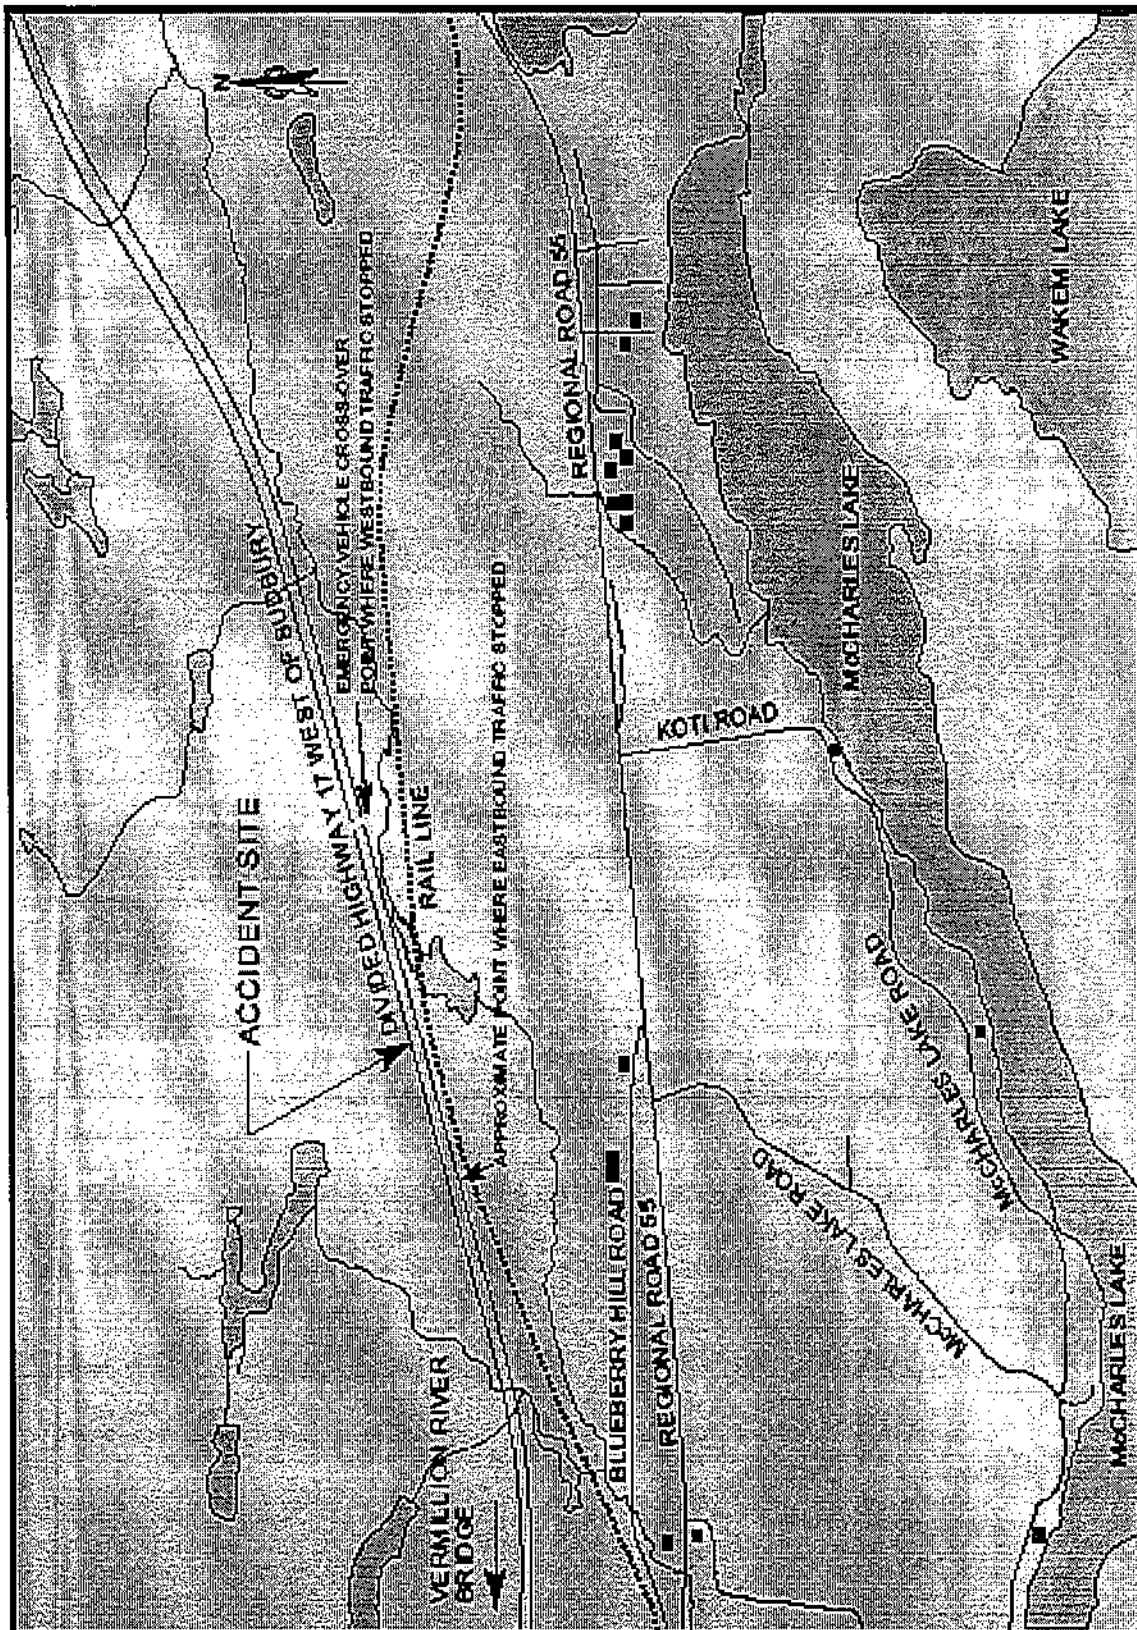 N
ACCIDENT SITE
DIVIDED HIGHWAY 17 WEST OF SUDBURY
EMERGENCY VEHICLE CROSS-OVER
POINT WHERE WESTBOUND TRAFFIC STOPPED
RAIL LINE
APPROXIMATE POINT WHERE EASTBOUND TRAFFIC STOPPED
VERMILLION RIVER
BRIDGE
REGIONAL ROAD 55
BLUEBERRY HILL ROAD
REGIONAL ROAD 55
KOTI ROAD
McCHARLES LAKE
WAKEMI LAKE
McCHARLES LAKE ROAD
McCHARLES LAKE ROAD
McCHARLES LAKE